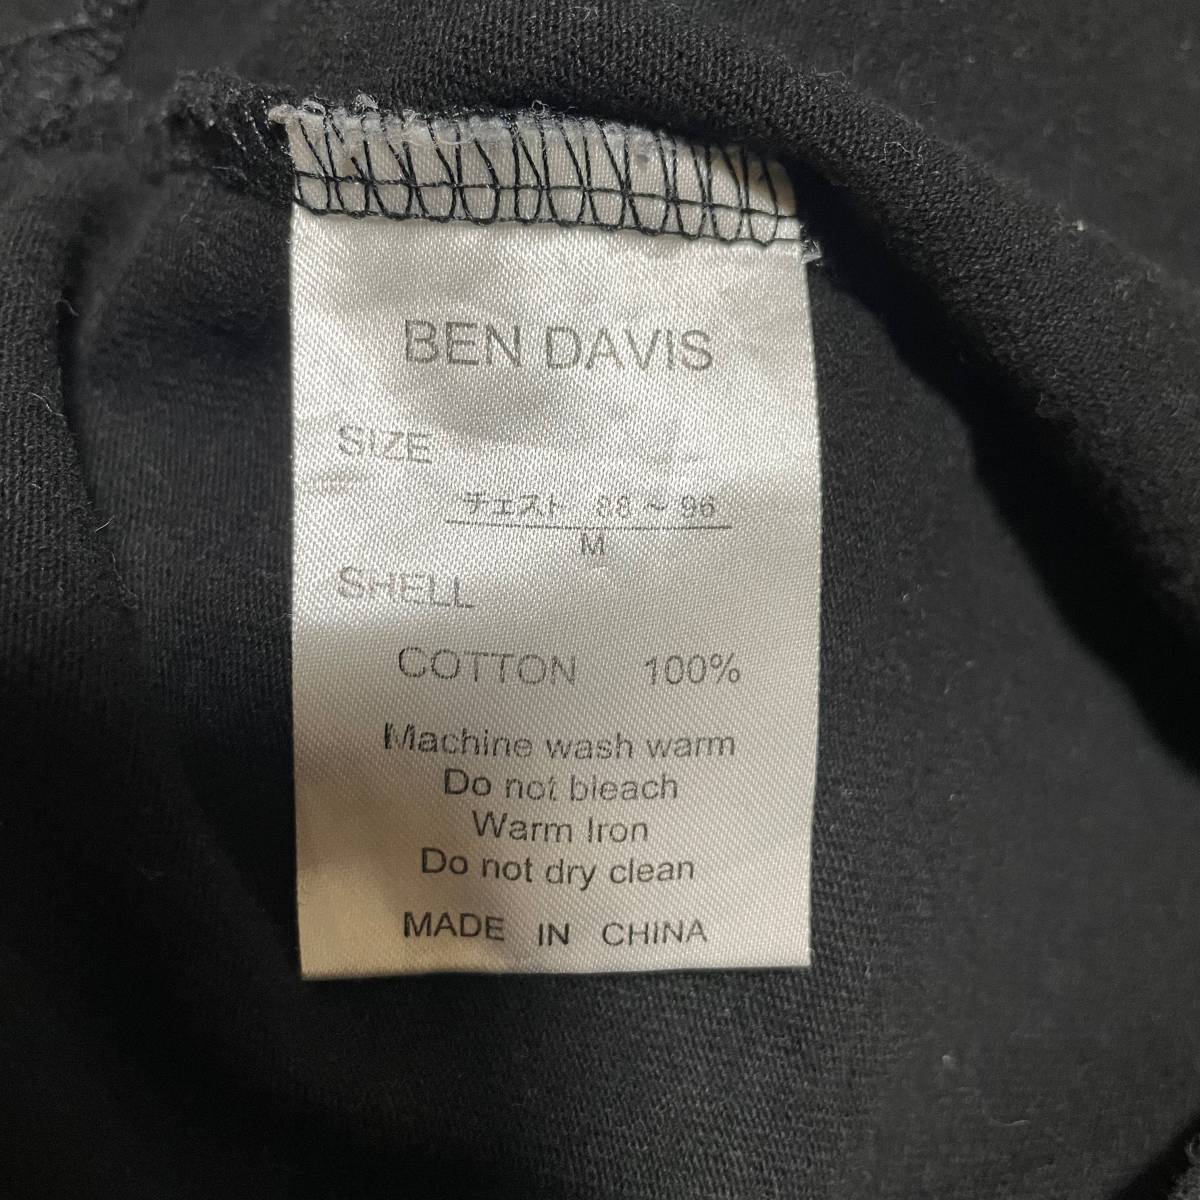 BEN DAVIS
SIZE
チェスト 88～96
M
SHELL
COTTON 100%
Machine wash warm
Do not bleach
Warm Iron
Do not dry clean
MADE IN CHINA